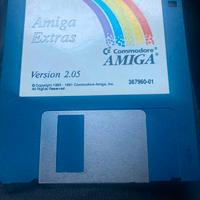 Amiga
Extras
Commodore®
AMIGA®
Version 2.05
© Copyright 1985 - 1991 Commodore-Amiga, Inc.
All Rights Reserved
367960-01